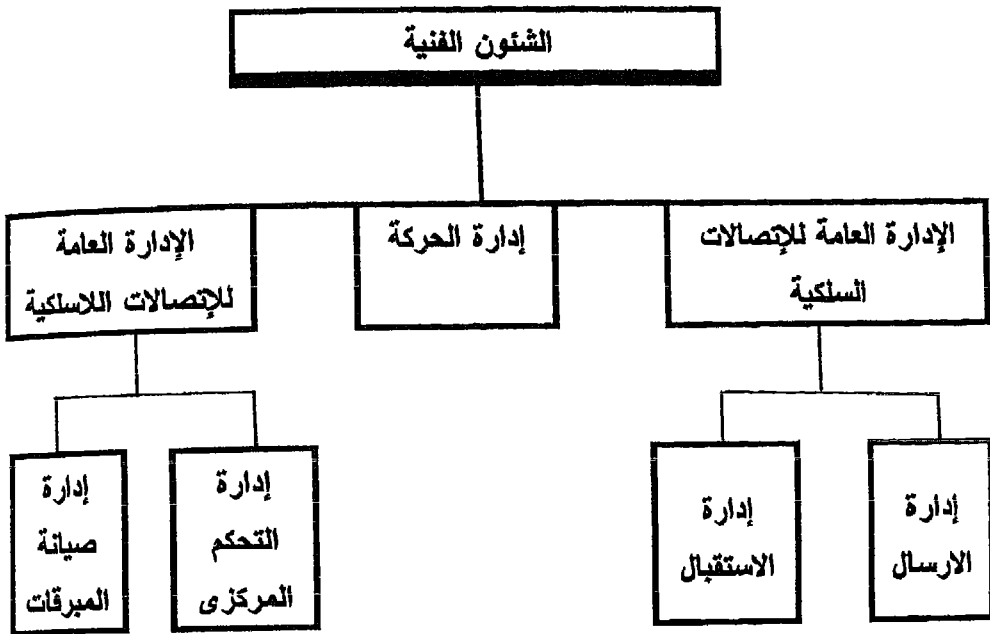 الشئون الفنية
الإدارة العامة للإتصالات
السلكية
إدارة الحركة
الإدارة العامة
للإتصالات اللاسلكية
إدارة
الارسال
إدارة
الاستقبال
إدارة
التحكم
المركزى
إدارة
صيانة
المبرقات